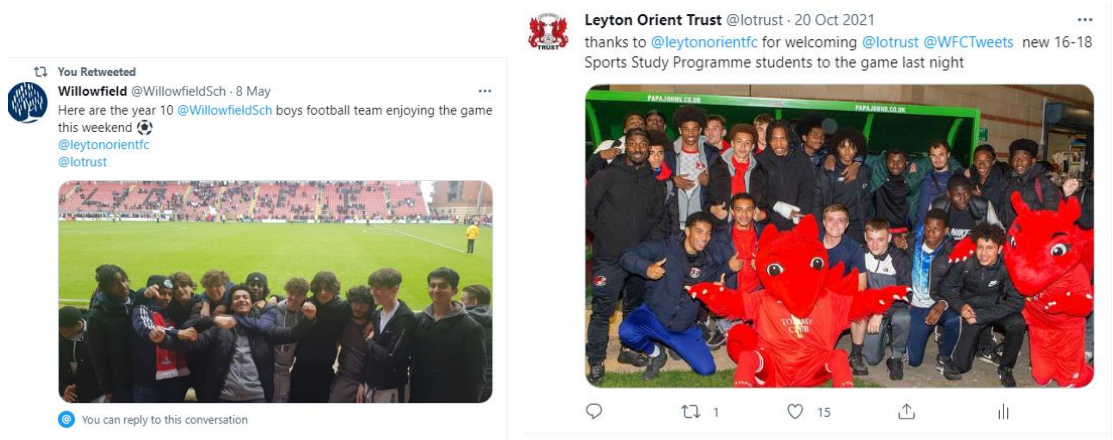 You Retweeted
Willowfield @WillowfieldSch · 8 May
Here are the year 10 @WillowfieldSch boys football team enjoying the game
this weekend ⚽
@leytonorientfc
@lotrust
You can reply to this conversation
TRUST
Leyton Orient Trust @lotrust · 20 Oct 2021
thanks to @leytonorientfc for welcoming @lotrust @WFCTweets new 16-18
Sports Study Programme students to the game last night
PAPAJOHNS.CO.UK
PAPAJOHNS.CO.UK
CLUB
1
15